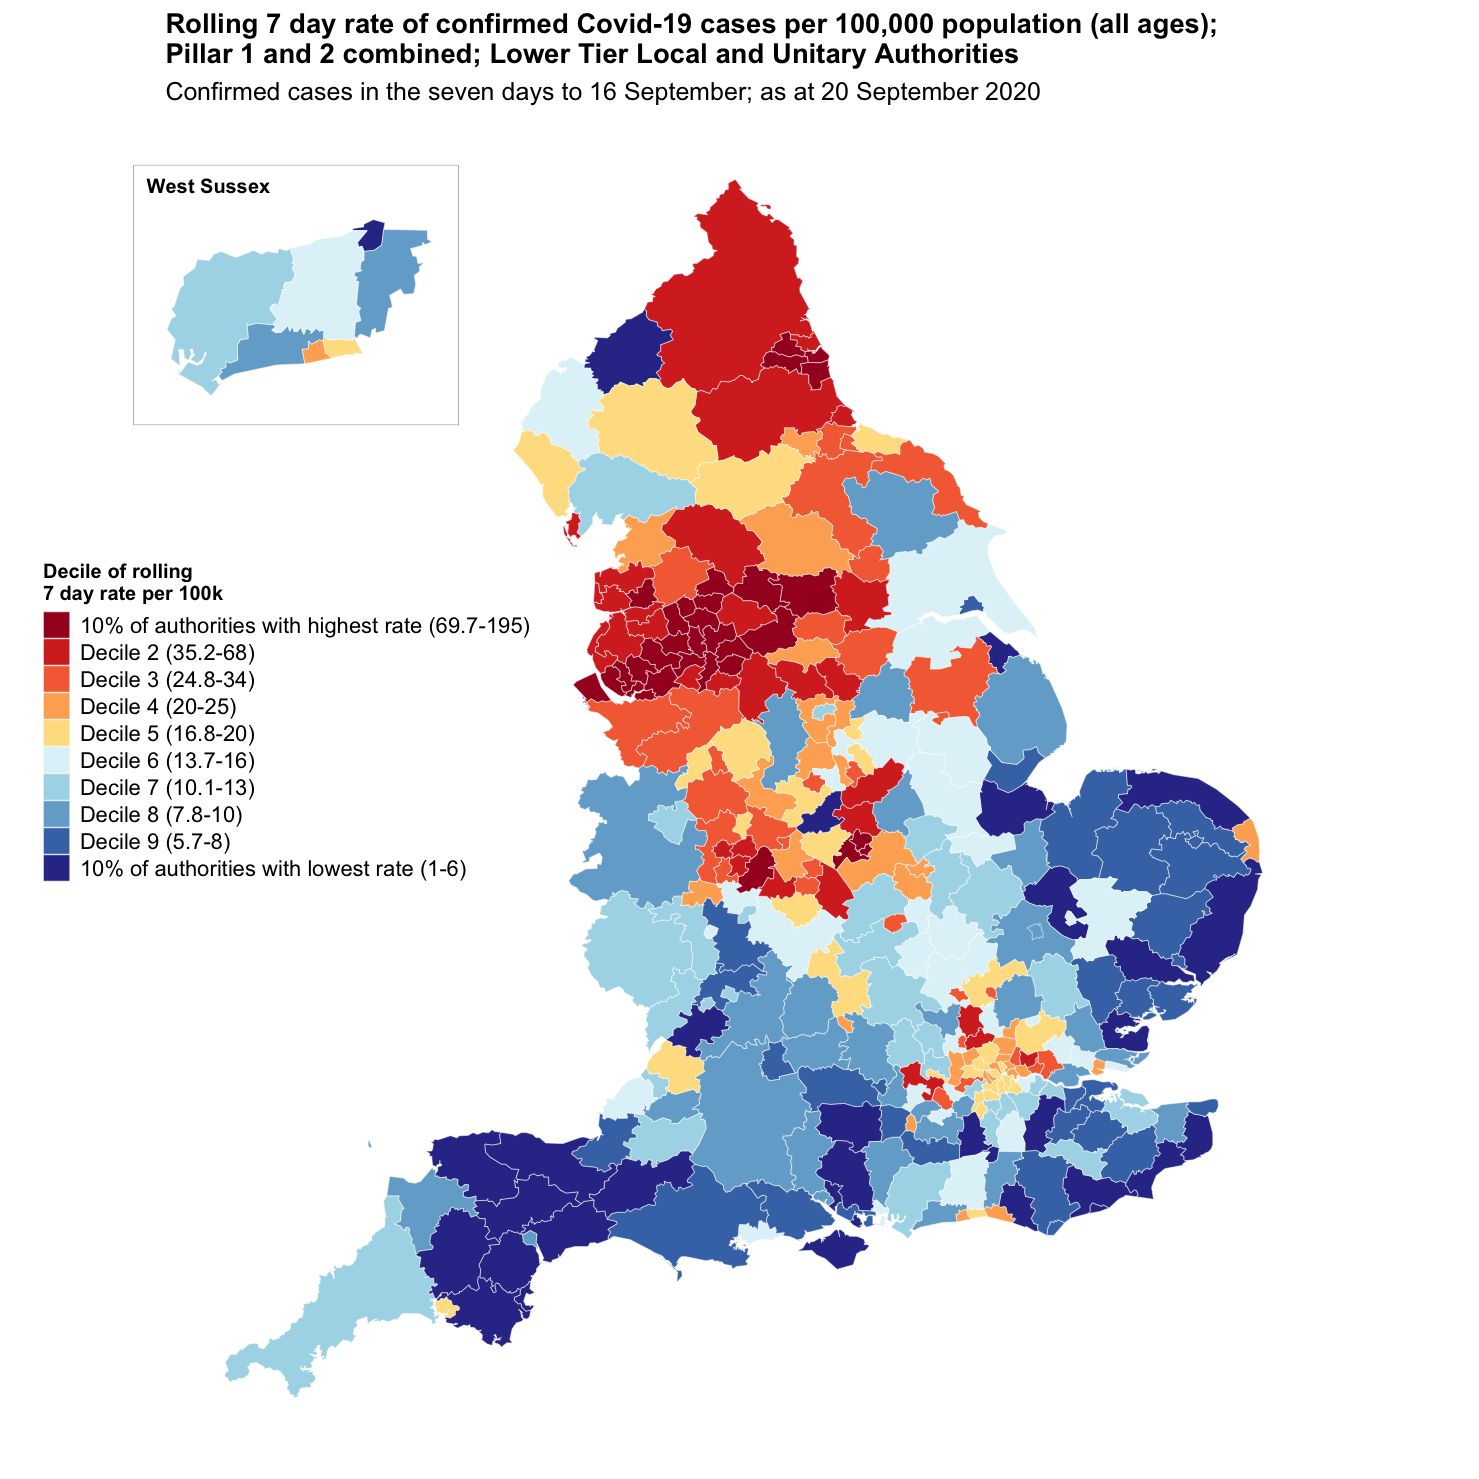 Rolling 7 day rate of confirmed Covid-19 cases per 100,000 population (all ages);
Pillar 1 and 2 combined; Lower Tier Local and Unitary Authorities
Confirmed cases in the seven days to 16 September; as at 20 September 2020
West Sussex
Decile of rolling
7 day rate per 100k
10% of authorities with highest rate (69.7-195)
Decile 2 (35.2-68)
Decile 3 (24.8-34)
Decile 4 (20-25)
Decile 5 (16.8-20)
Decile 6 (13.7-16)
Decile 7 (10.1-13)
Decile 8 (7.8-10)
Decile 9 (5.7-8)
10% of authorities with lowest rate (1-6)